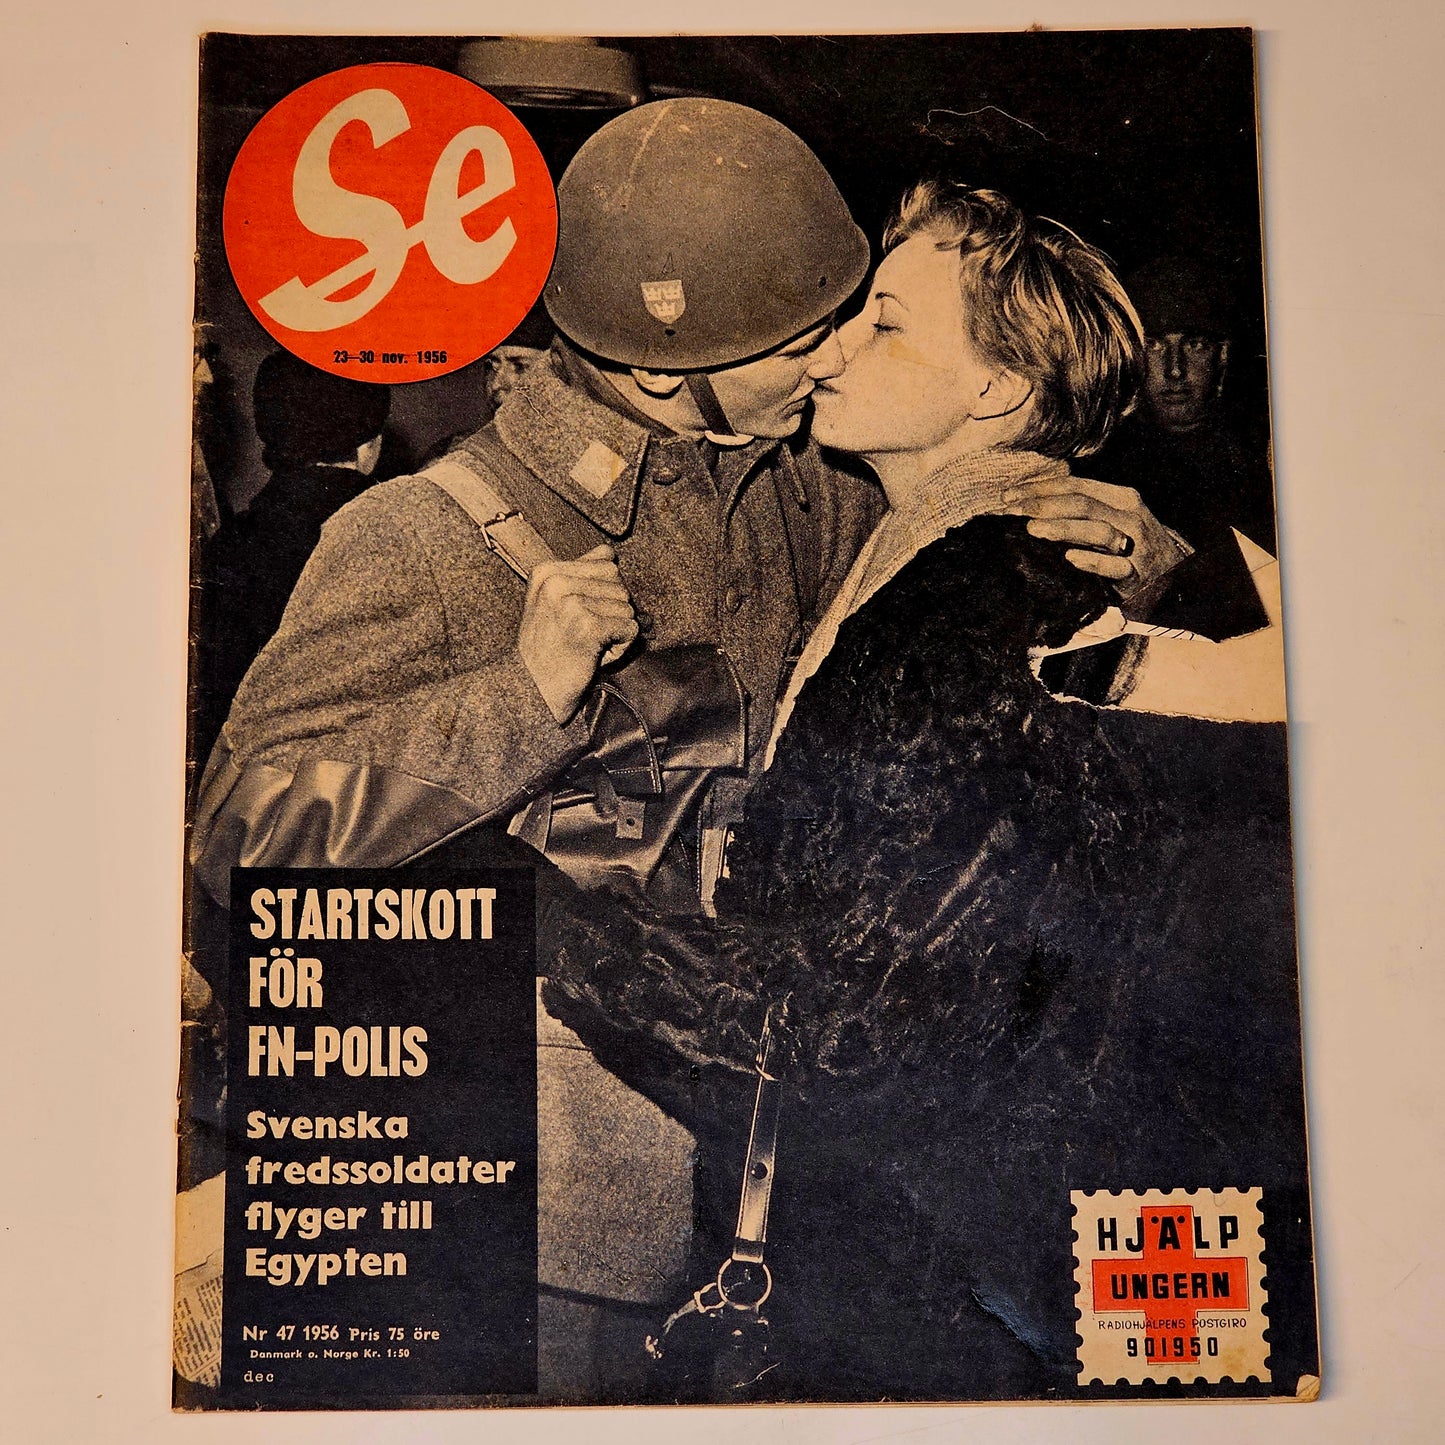 Se
23-30 nov. 1956
STARTSKOTT
FÖR
FN-POLIS
Svenska
fredssoldater
flyger till
Egypten
Nr 47 1956 Pris 75 öre
Danmark o. Norge Kr. 1:50
dec
HJÄLP
UNGERN
RADIOHJÄLPENS POSTGIRO
901950